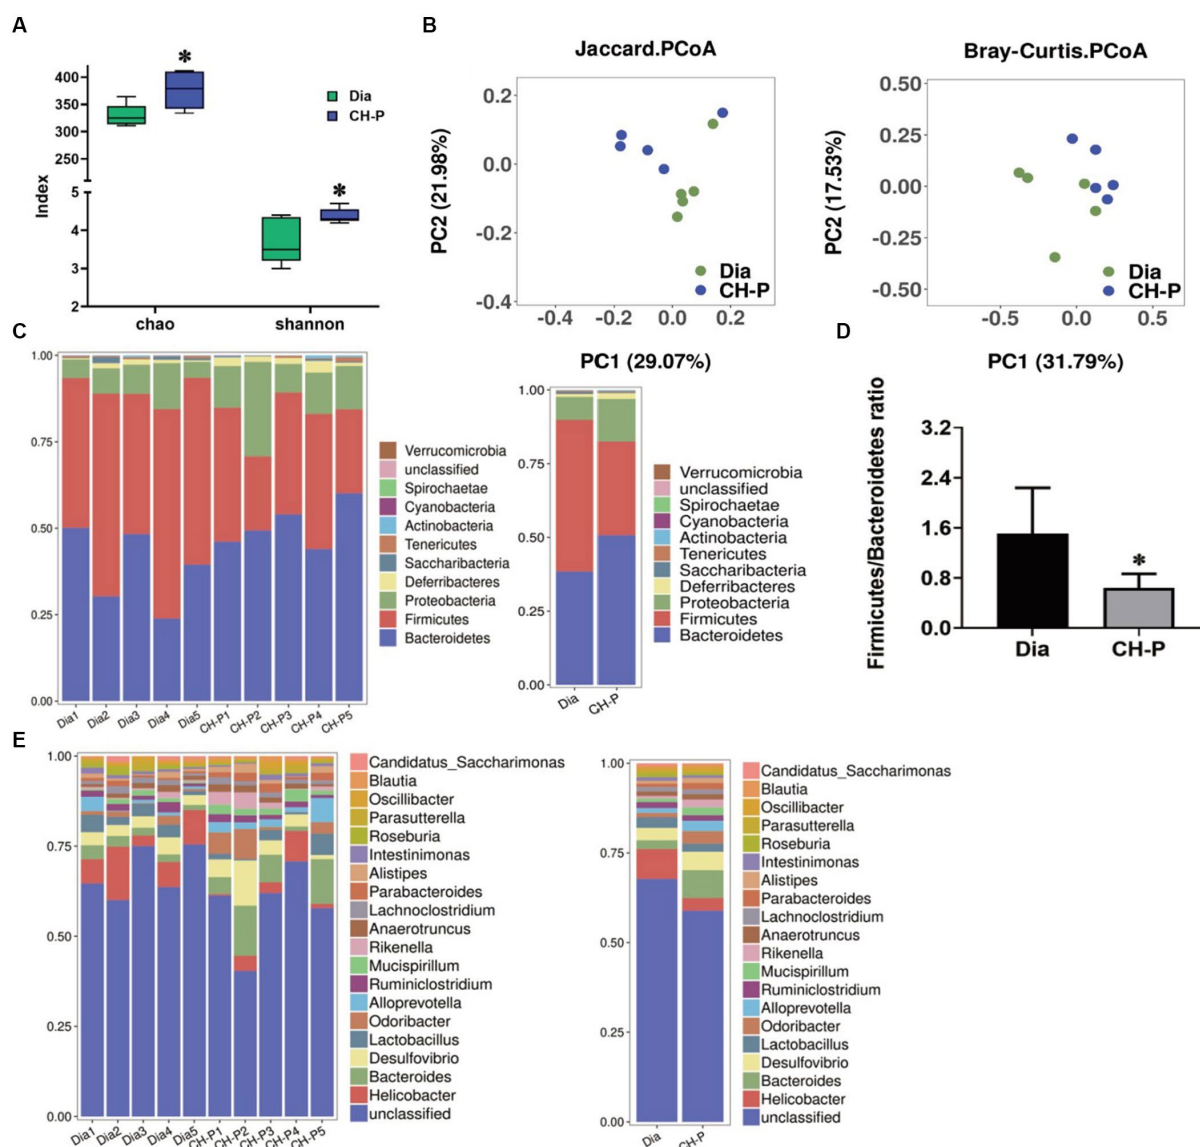 A
B
*
400
350
300
250
5
4
3
2
Index
Dia
CH-P
*
chao
shannon
Jaccard.PCoA
0.2
0.0
-0.2
-0.4
PC2 (21.98%)
Dia
CH-P
-0.4
-0.2
0.0
0.2
PC1 (29.07%)
Bray-Curtis.PCoA
0.50
0.25
0.00
-0.25
-0.50
PC2 (17.53%)
Dia
CH-P
-0.5
0.0
0.5
PC1 (31.79%)
C
1.00
0.75
0.50
0.25
0.00
Dia1
Dia2
Dia3
Dia4
Dia5
CH-P1
CH-P2
CH-P3
CH-P4
CH-P5
Verrucomicrobia
unclassified
Spirochaetae
Cyanobacteria
Actinobacteria
Tenericutes
Saccharibacteria
Deferribacteres
Proteobacteria
Firmicutes
Bacteroidetes
1.00
0.75
0.50
0.25
0.00
Dia
CH-P
Verrucomicrobia
unclassified
Spirochaetae
Cyanobacteria
Actinobacteria
Tenericutes
Saccharibacteria
Deferribacteres
Proteobacteria
Firmicutes
Bacteroidetes
D
Firmicutes/Bacteroidetes ratio
3.2
2.4
1.6
0.8
0.0
*
Dia
CH-P
E
1.00
0.75
0.50
0.25
0.00
Dia1
Dia2
Dia3
Dia4
Dia5
CH-P1
CH-P2
CH-P3
CH-P4
CH-P5
Candidatus_Saccharimonas
Blautia
Oscillibacter
Parasutterella
Roseburia
Intestinimonas
Alistipes
Parabacteroides
Lachnoclostridium
Anaerotruncus
Rikenella
Mucispirillum
Ruminiclostridium
Alloprevotella
Odoribacter
Lactobacillus
Desulfovibrio
Bacteroides
Helicobacter
unclassified
1.00
0.75
0.50
0.25
0.00
Dia
CH-P
Candidatus_Saccharimonas
Blautia
Oscillibacter
Parasutterella
Roseburia
Intestinimonas
Alistipes
Parabacteroides
Lachnoclostridium
Anaerotruncus
Rikenella
Mucispirillum
Ruminiclostridium
Alloprevotella
Odoribacter
Lactobacillus
Desulfovibrio
Bacteroides
Helicobacter
unclassified